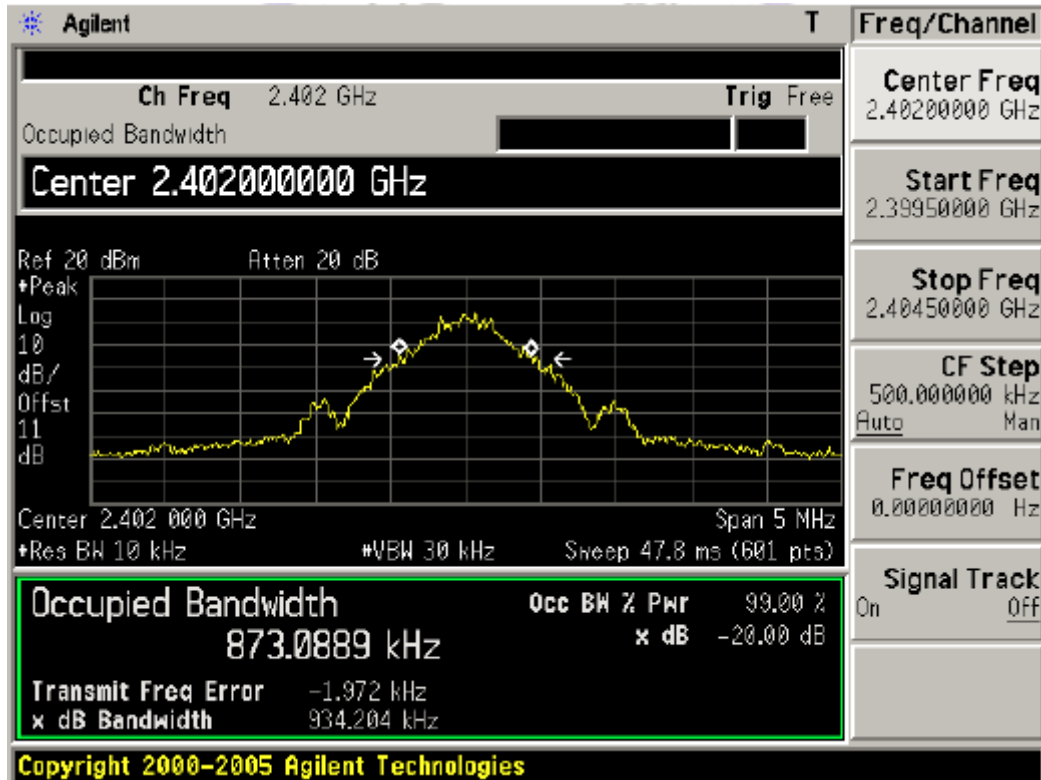 Agilent T Freq/Channel
Ch Freq 2.402 GHz Trig Free
Occupied Bandwidth
Center 2.402000000 GHz
Ref 20 dBm Atten 20 dB
#Peak
Log
10
dB/
Offst
11
dB
Center 2.402 000 GHz Span 5 MHz
#Res BW 10 kHz #VBW 30 kHz Sweep 47.8 ms (601 pts)
Occupied Bandwidth Occ BW % Pwr 99.00 %
873.0889 kHz x dB -20.00 dB
Transmit Freq Error -1.972 kHz
x dB Bandwidth 934.204 kHz
Copyright 2000-2005 Agilent Technologies
Center Freq
2.40200000 GHz
Start Freq
2.39950000 GHz
Stop Freq
2.40450000 GHz
CF Step
500.000000 kHz
Auto Man
Freq Offset
0.00000000 Hz
Signal Track
On Off